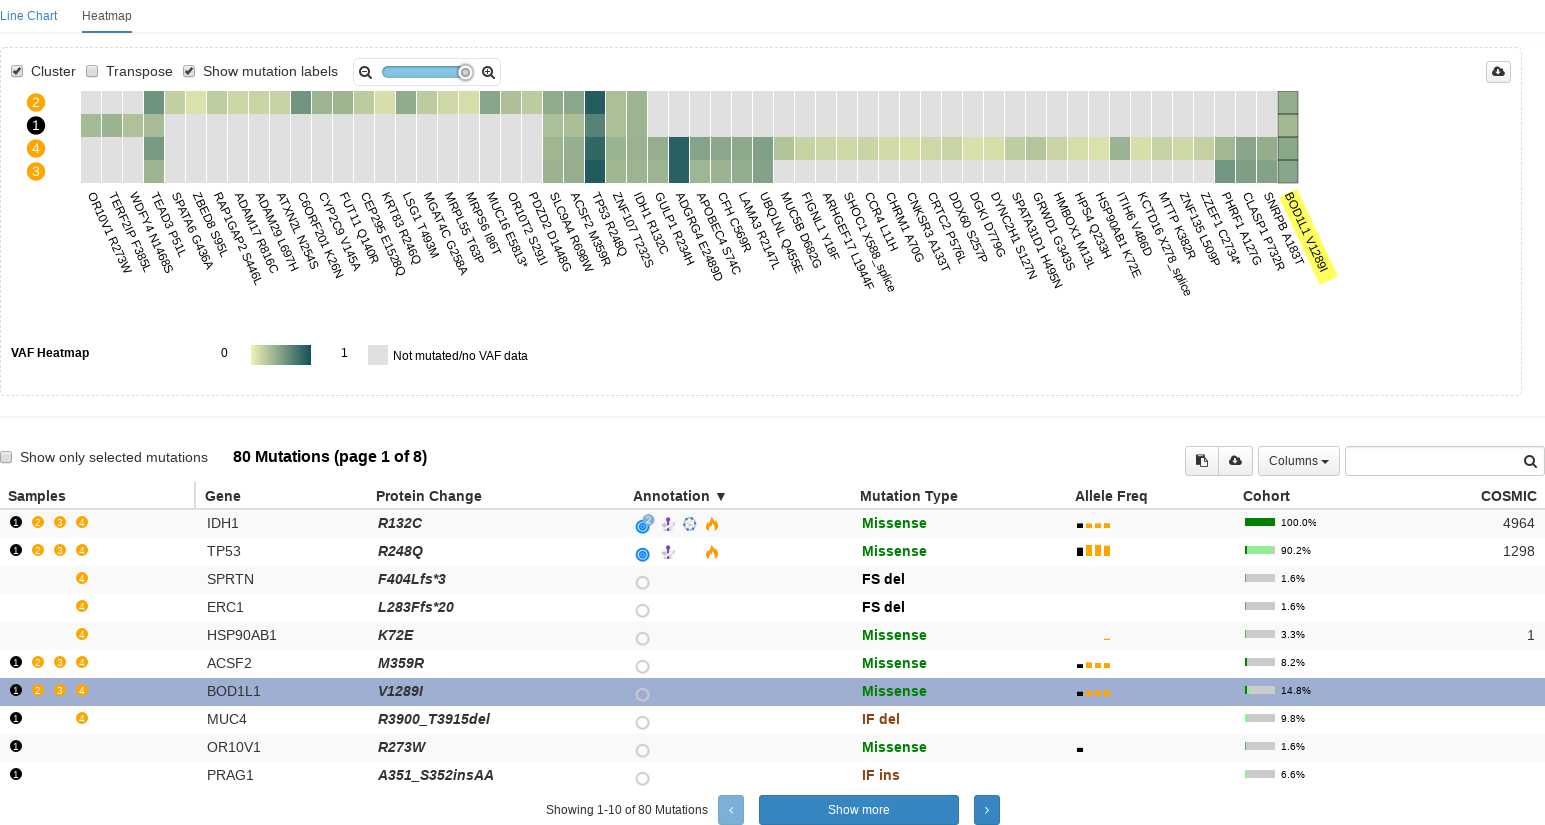 Line Chart Heatmap
Cluster Transpose Show mutation labels
2
1
4
3
OR10V1 R273W
TERF2IP F385L
WDFY4 N1468S
TEAD3 P51L
SPATA6 G436A
ZBED8 S95L
RAP1GAP2 S446L
ADAM17 R816C
ADAM29 L697H
ATXN2L N254S
C6ORF201 K26N
CYP2C9 V145A
FUT11 Q140R
CEP295 E1528Q
KRT83 R246Q
LSG1 T493M
MGAT4C G258A
MRPL55 T63P
MRPS6 I86T
MUC16 E5813*
OR10T2 S291I
PDZD2 D1448G
SLC9A4 R698W
ACSF2 M359R
TP53 R248Q
ZNF107 T232S
IDH1 R132C
GULP1 R234H
ADGRG4 E2489D
APOBEC4 S74C
CFH C569R
LAMA3 R2147L
UBQLNL Q455E
MUC5B D682G
FIGNL1 Y18F
ARHGEF17 L1944F
SHOC1 X588_splice
CCR4 L11H
CHRM1 A70G
CNKSR3 A133T
CRTC2 P576L
DDX60 S257P
DGKI D779G
DYNC2H1 S127N
SPATA31D1 H495N
GRWD1 G343S
HMBOX1 M13L
HPS4 Q233H
HSP90AB1 K72E
ITIH6 V486D
KCTD16 X278_splice
MTTP K382R
ZNF135 L509P
ZZEF1 C2734*
PHRF1 A127G
CLASP1 P732R
SNRPB A183T
BOD1L1 V1289I
VAF Heatmap 0 1 Not mutated/no VAF data
Show only selected mutations 80 Mutations (page 1 of 8) Columns
Samples Gene Protein Change Annotation ▼ Mutation Type Allele Freq Cohort COSMIC
1 2 3 4 IDH1 R132C 2 Missense 100.0% 4964
1 2 3 4 TP53 R248Q Missense 90.2% 1298
4 SPRTN F404Lfs*3 FS del 1.6%
4 ERC1 L283Ffs*20 FS del 1.6%
4 HSP90AB1 K72E Missense 3.3% 1
1 2 3 4 ACSF2 M359R Missense 8.2%
1 2 3 4 BOD1L1 V1289I Missense 14.8%
1 4 MUC4 R3900_T3915del IF del 9.8%
1 OR10V1 R273W Missense 1.6%
1 PRAG1 A351_S352insAA IF ins 6.6%
Showing 1-10 of 80 Mutations ‹ Show more ›